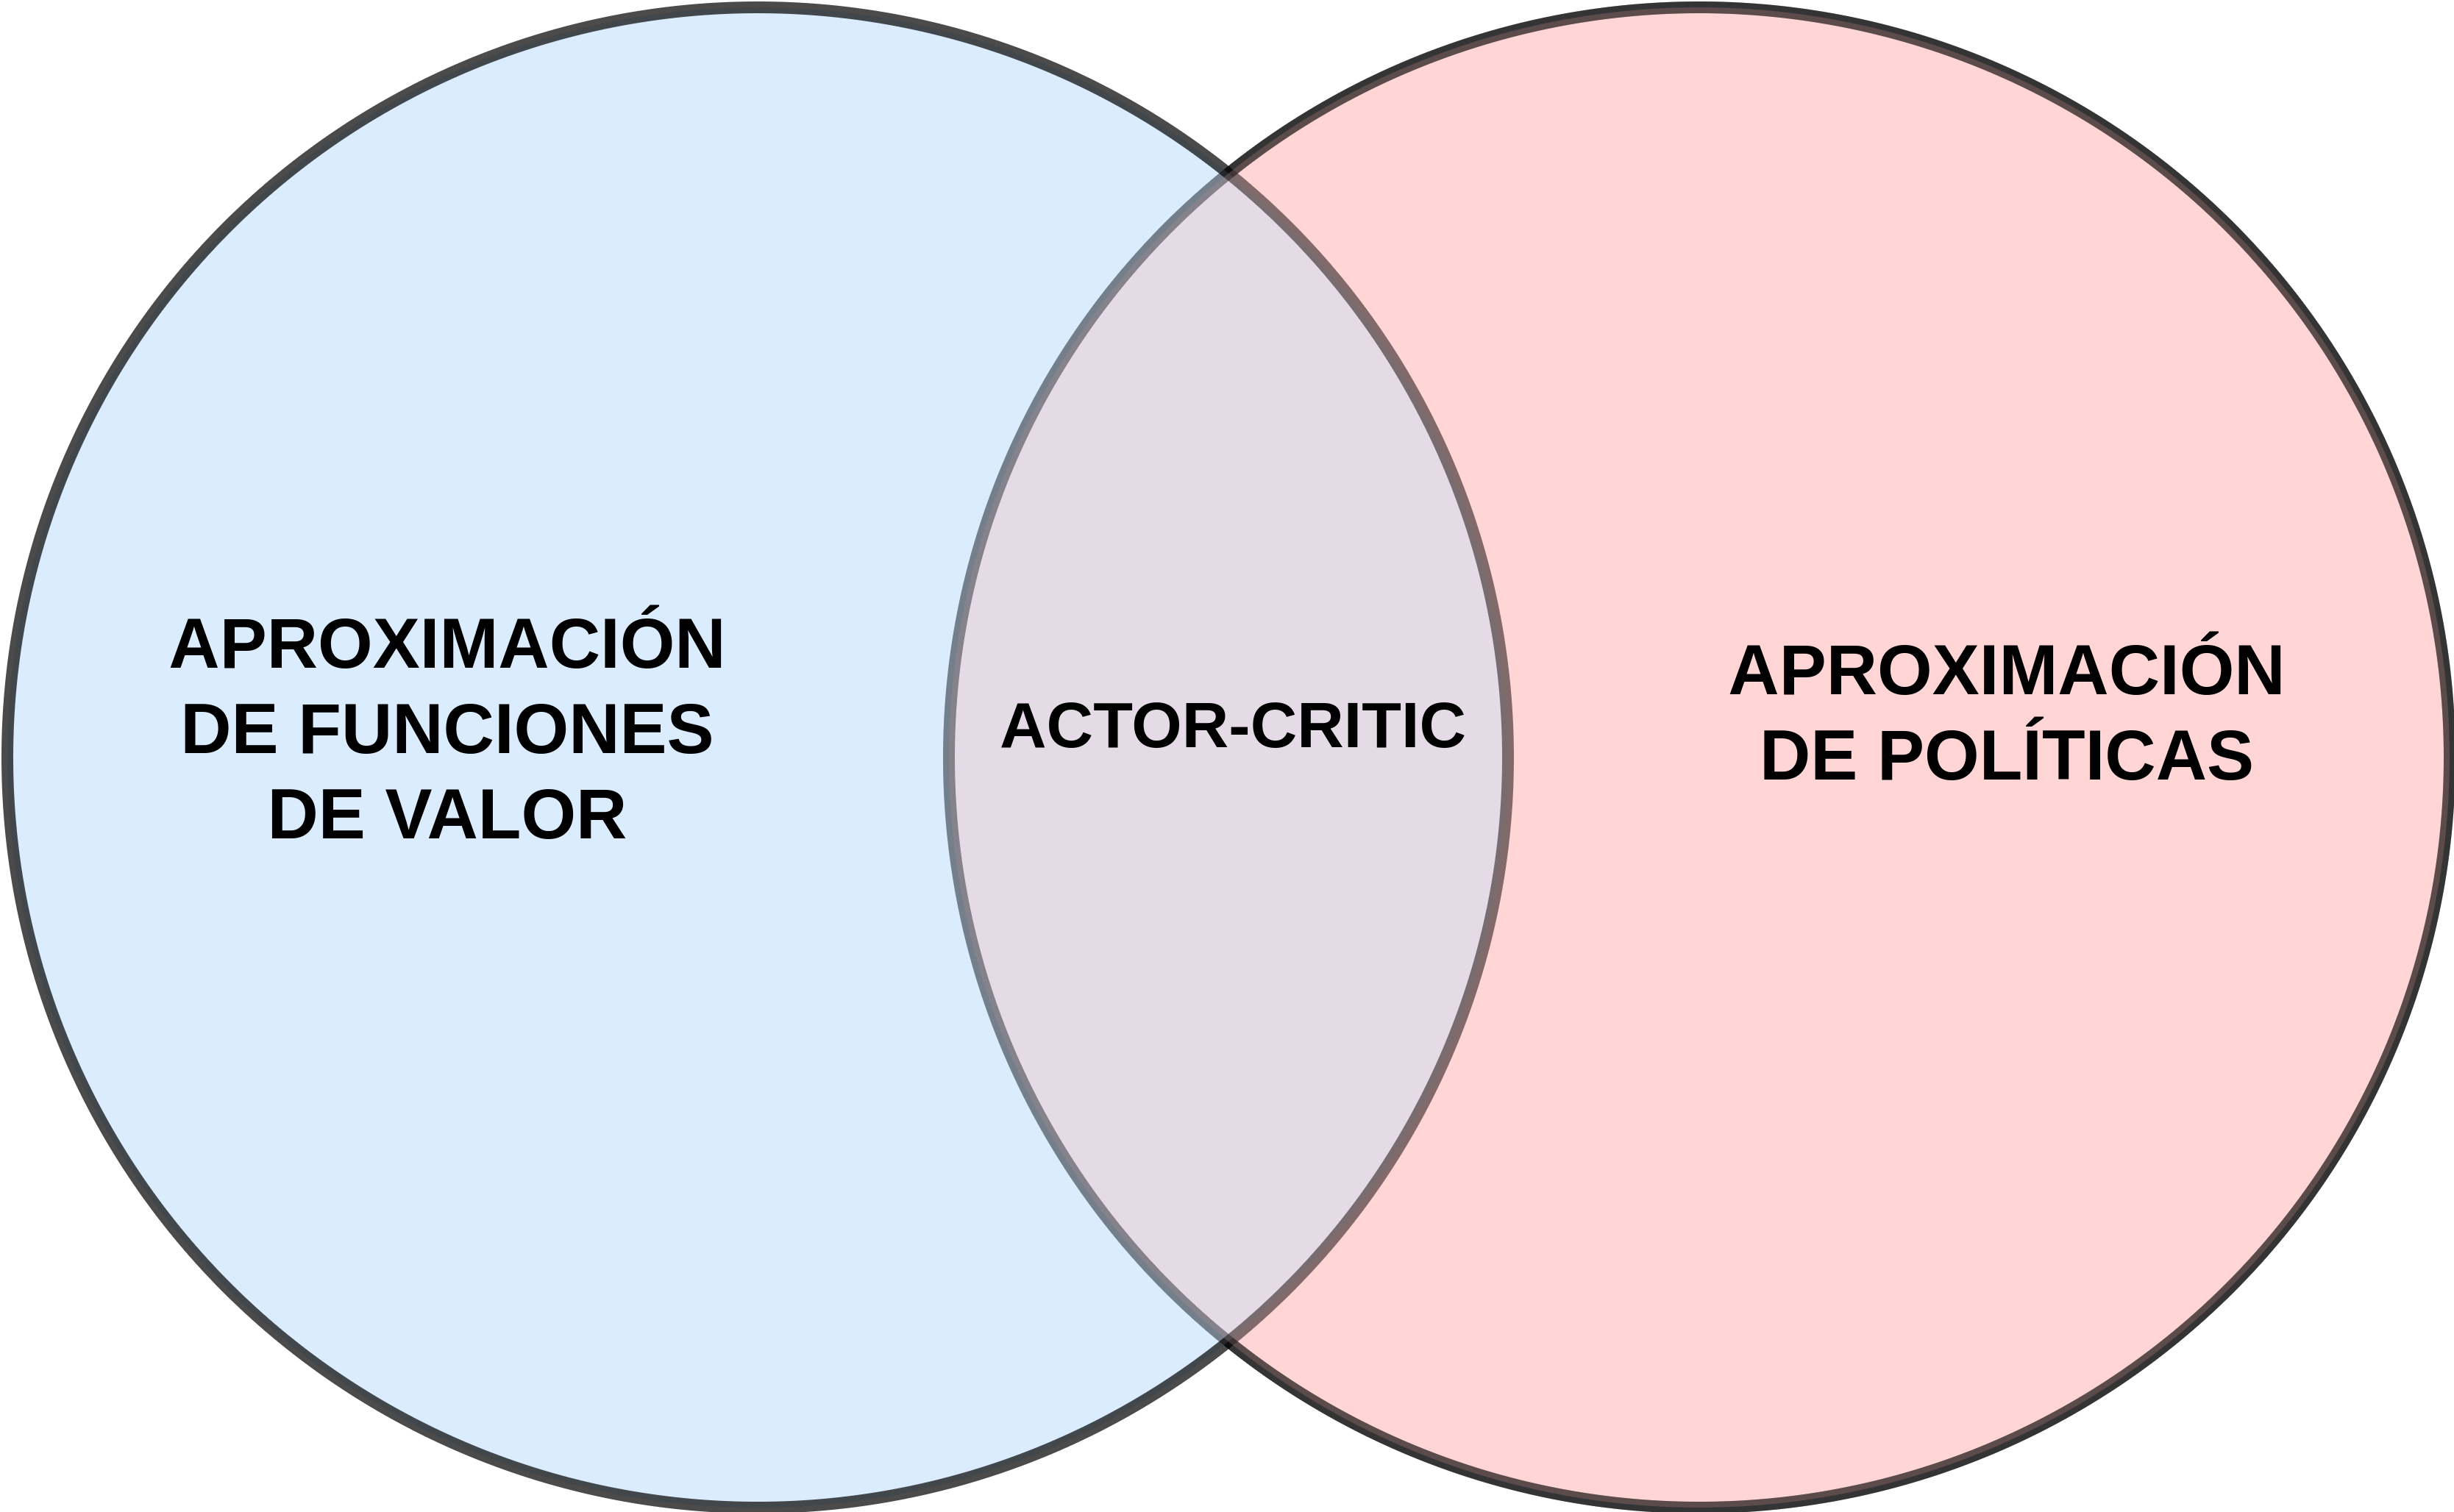 APROXIMACIÓN
DE FUNCIONES
DE VALOR
ACTOR-CRITIC
APROXIMACIÓN
DE POLÍTICAS